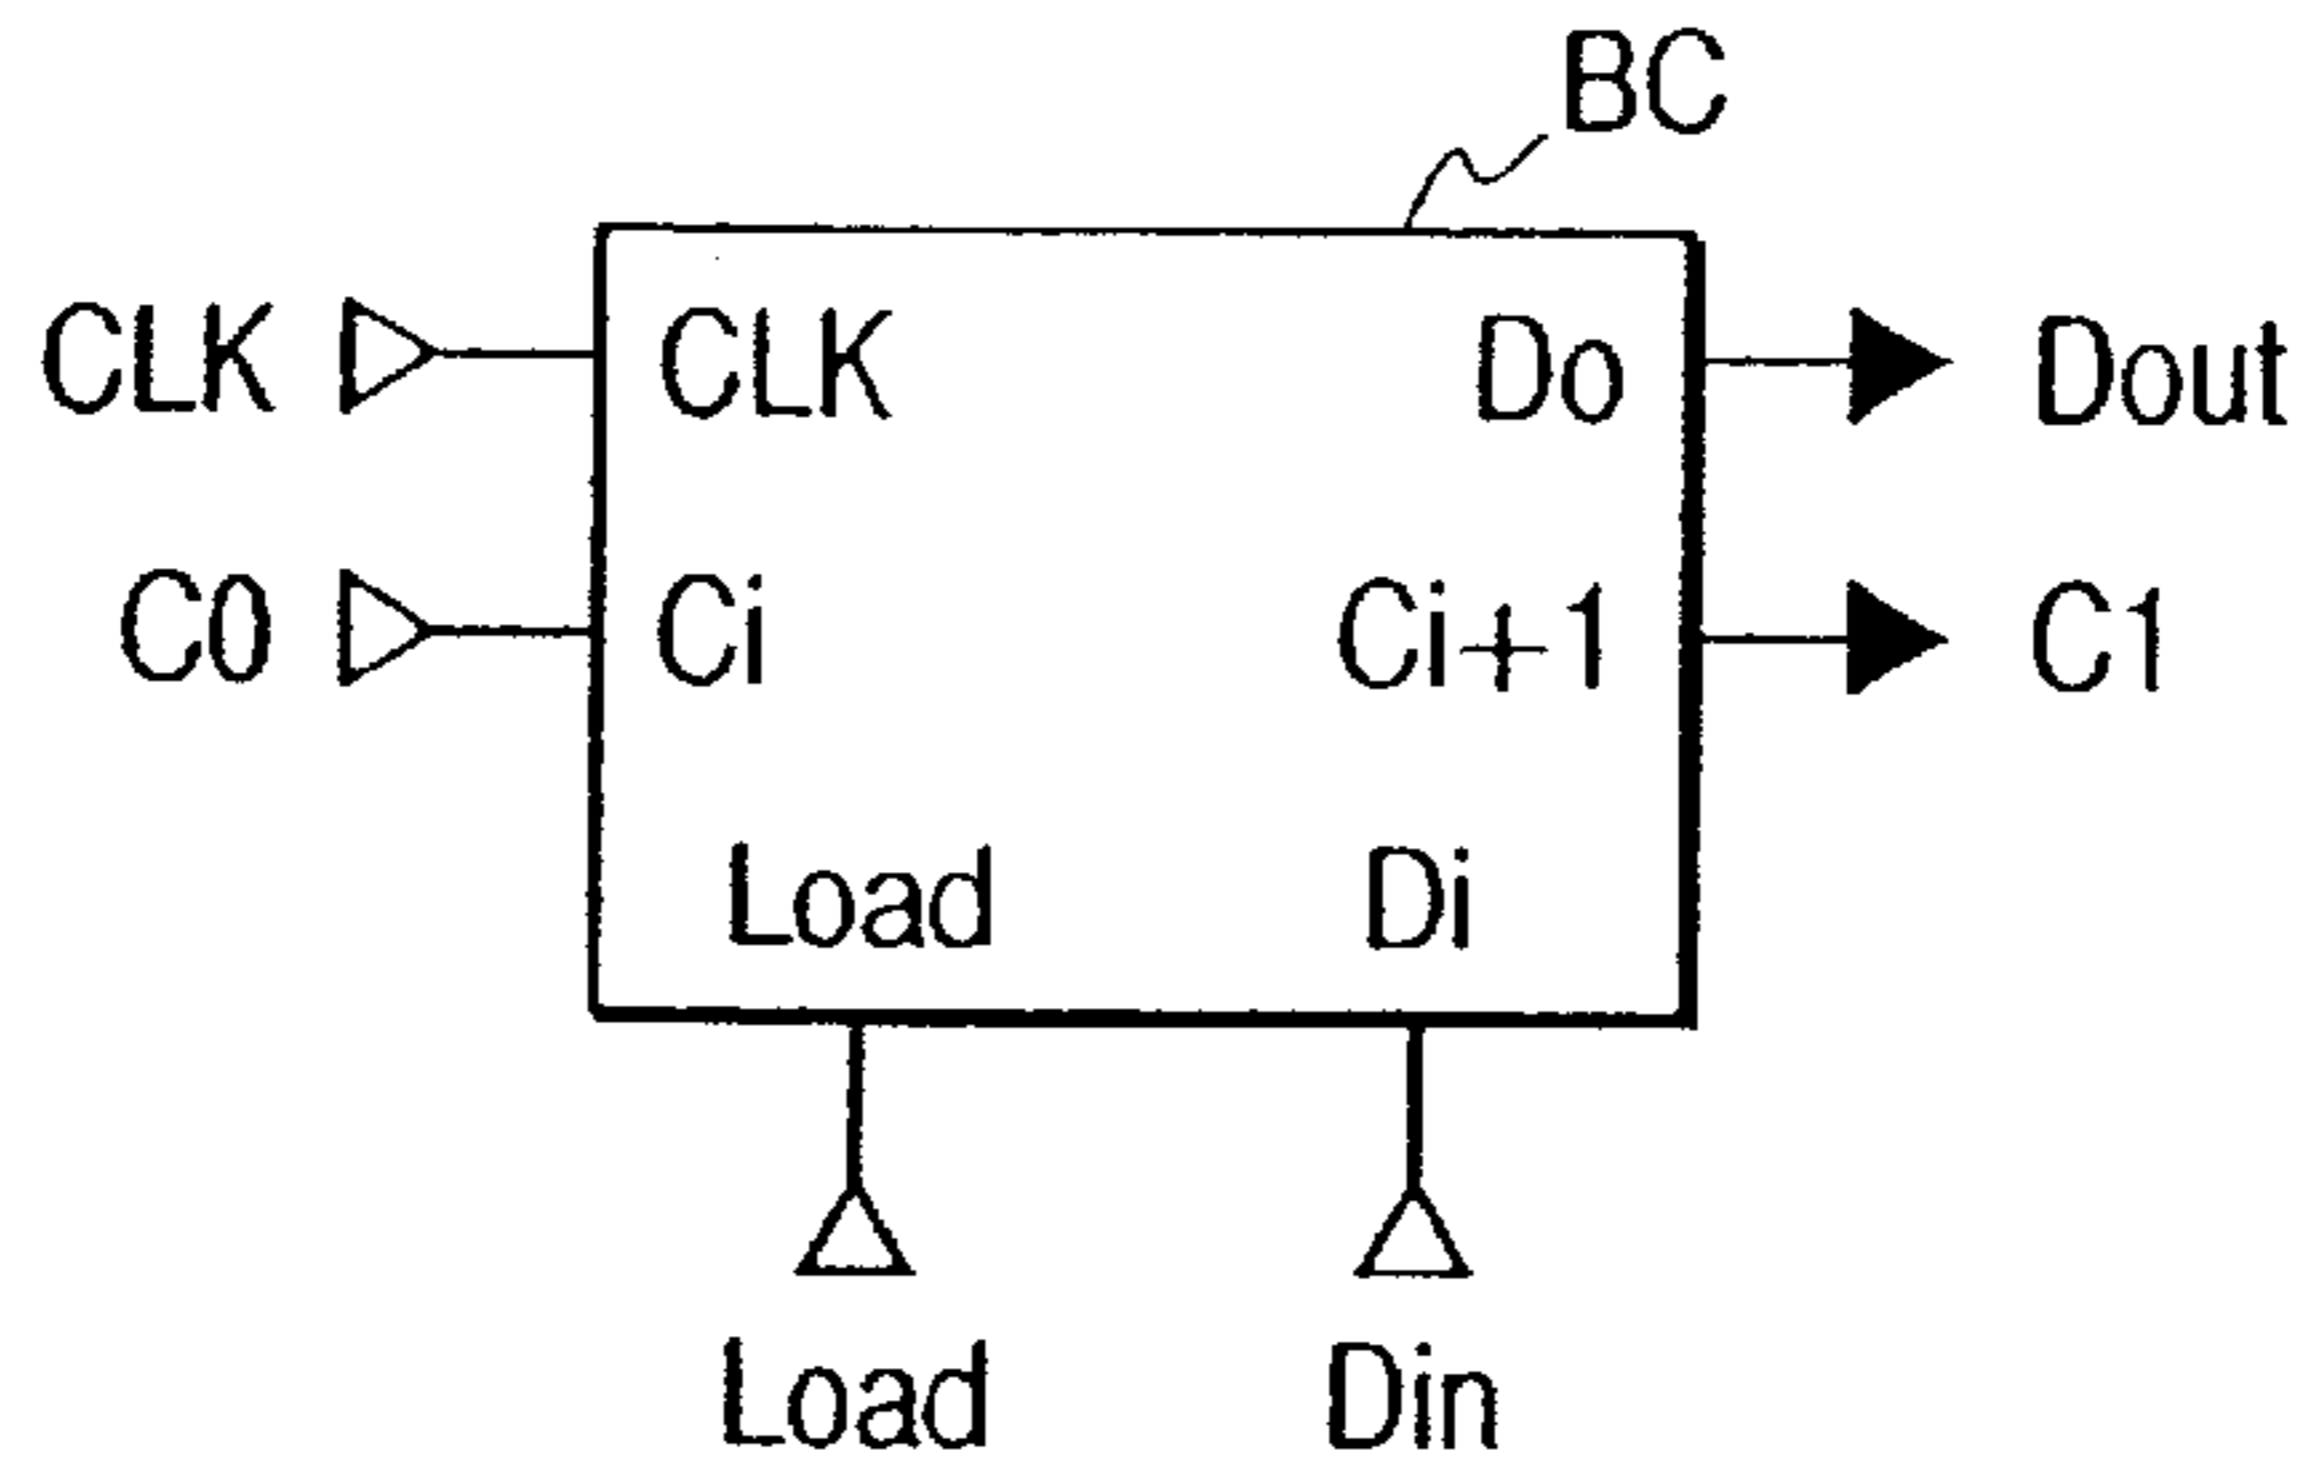 BC
CLK CLK Do Dout
C0 Ci Ci+1 C1
Load Di
Load Din